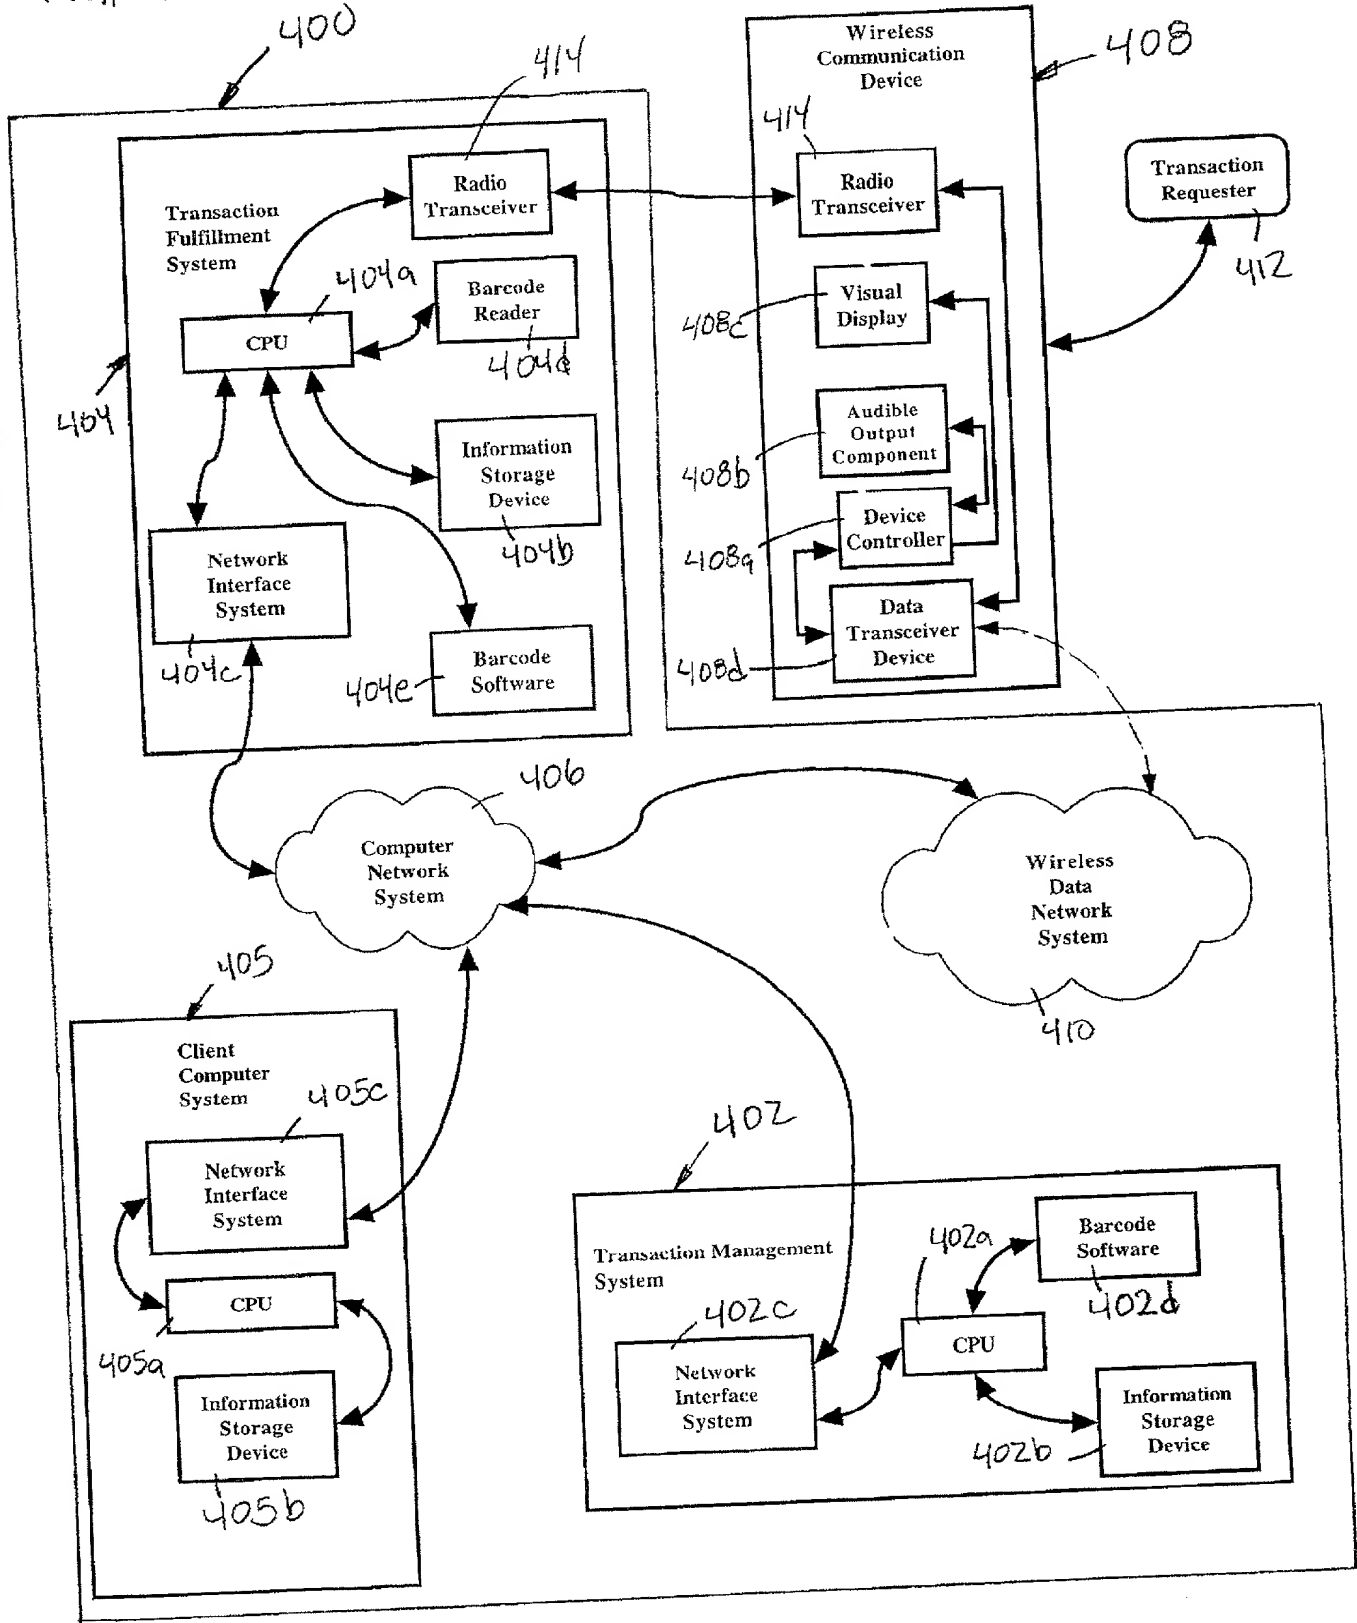 400
414
Wireless
Communication
Device
408
414
Radio
Transceiver
Radio
Transceiver
Transaction
Requester
412
Transaction
Fulfillment
System
404a
CPU
Barcode
Reader
404d
404
408c
Visual
Display
Information
Storage
Device
404b
408b
Audible
Output
Component
408a
Device
Controller
Network
Interface
System
404c
404e
Barcode
Software
408d
Data
Transceiver
Device
406
Computer
Network
System
Wireless
Data
Network
System
410
405
Client
Computer
System
405c
Network
Interface
System
CPU
405a
Information
Storage
Device
405b
402
Transaction Management
System
402c
Network
Interface
System
402a
CPU
Barcode
Software
402d
Information
Storage
Device
402b